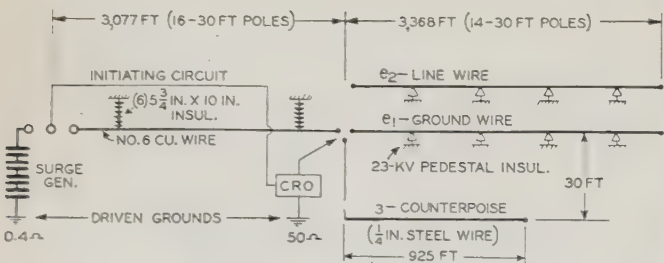 3,077 FT (16-30 FT POLES)
3,368 FT (14-30 FT POLES)
INITIATING CIRCUIT
(6) 5 3/4 IN. X 10 IN.
INSUL.
e2-LINE WIRE
NO. 6 CU. WIRE
e1-GROUND WIRE
SURGE
GEN.
23-KV PEDESTAL INSUL.
30 FT
CRO
DRIVEN GROUNDS
3-COUNTERPOISE
0.4Ω
50Ω
(1/4 IN. STEEL WIRE)
925 FT